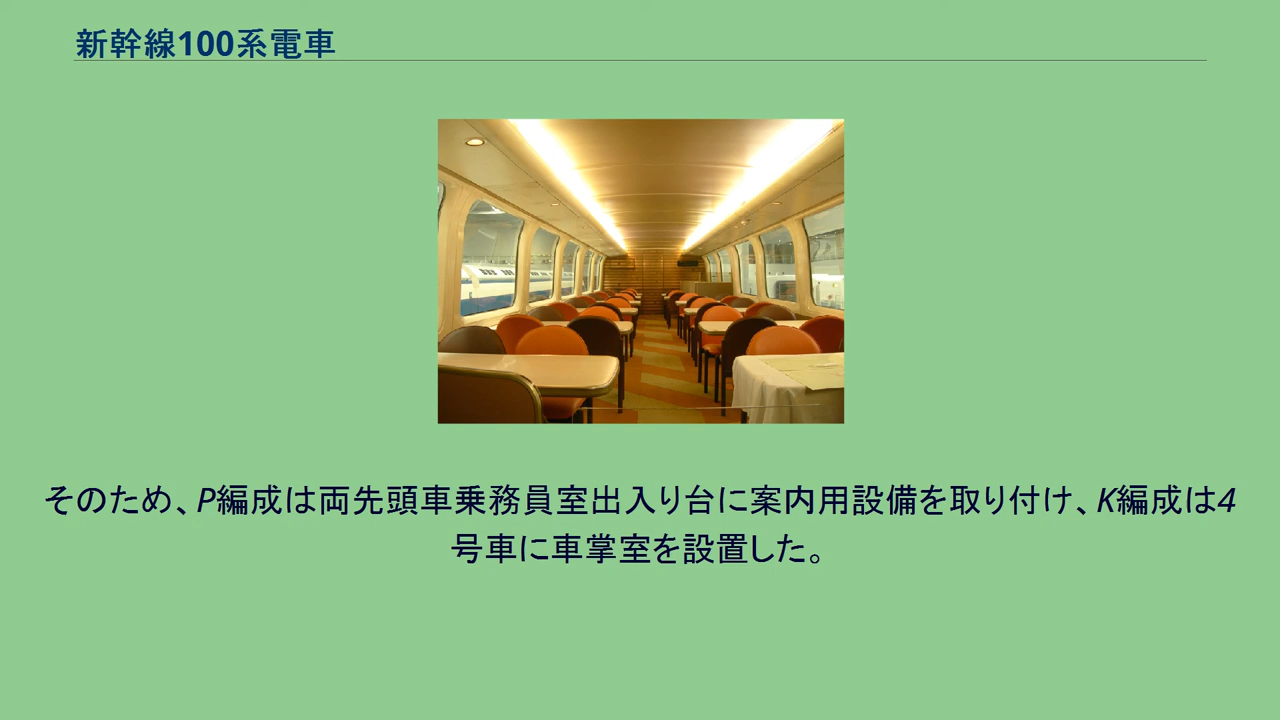 新幹線100系電車
そのため、P編成は両先頭車乗務員室出入り台に案内用設備を取り付け、K編成は4
号車に車掌室を設置した。